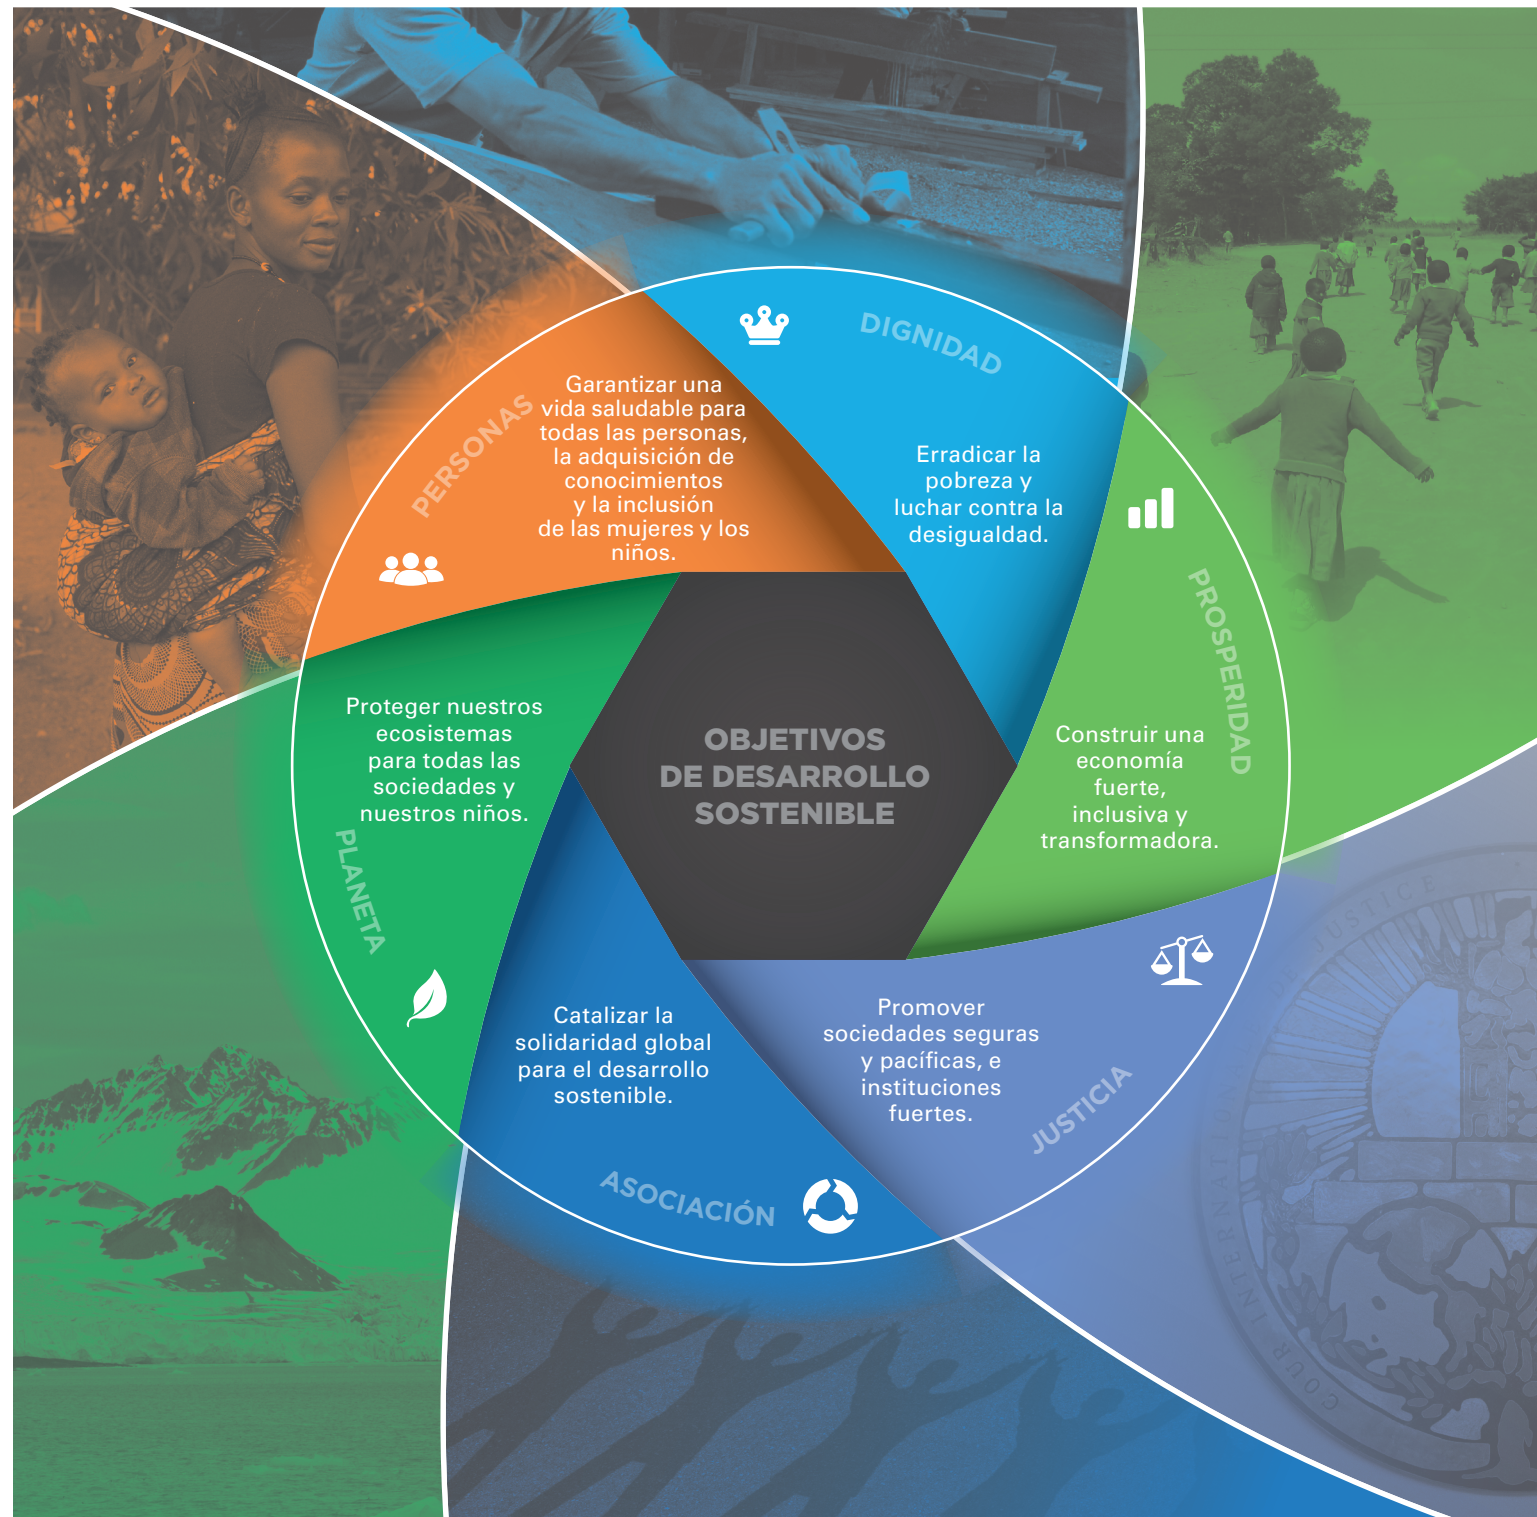 DIGNIDAD
Erradicar la
pobreza y
luchar contra la
desigualdad.
PROSPERIDAD
Construir una
economía
fuerte,
inclusiva y
transformadora.
JUSTICIA
Promover
sociedades seguras
y pacíficas, e
instituciones
fuertes.
ASOCIACIÓN
Catalizar la
solidaridad global
para el desarrollo
sostenible.
PLANETA
Proteger nuestros
ecosistemas
para todas las
sociedades y
nuestros niños.
PERSONAS
Garantizar una
vida saludable para
todas las personas,
la adquisición de
conocimientos
y la inclusión
de las mujeres y los
niños.
OBJETIVOS
DE DESARROLLO
SOSTENIBLE
JUSTICE
COUR